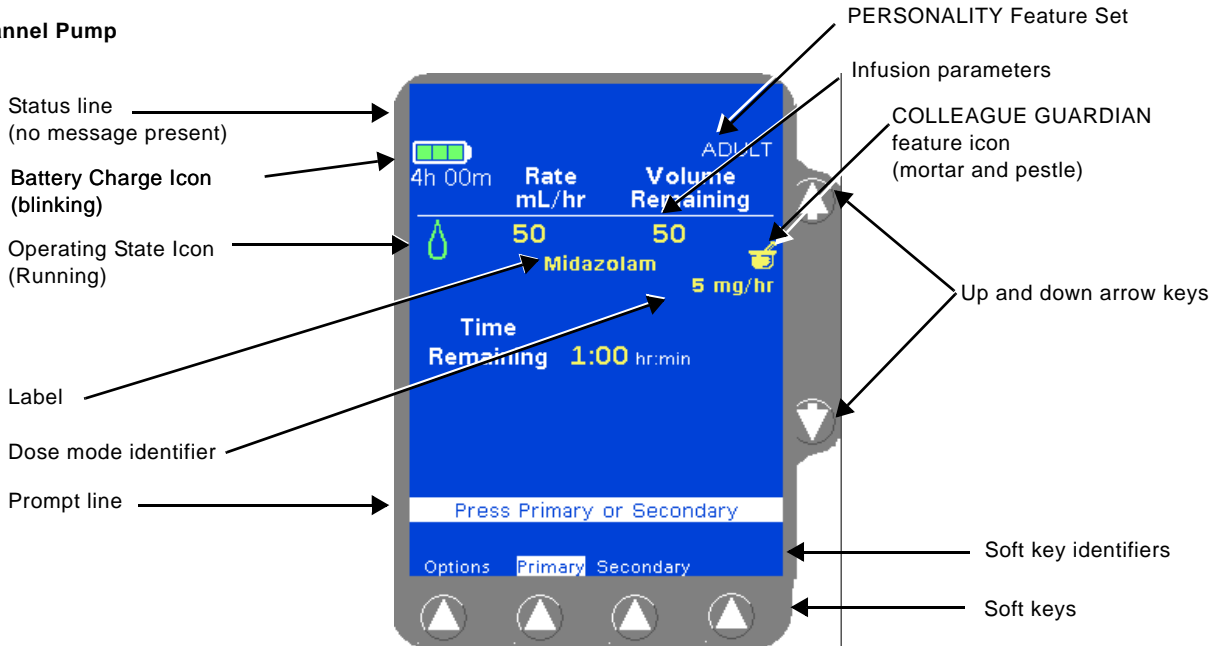 PERSONALITY Feature Set
annel Pump
Infusion parameters
Status line
(no message present)
COLLEAGUE GUARDIAN
feature icon
(mortar and pestle)
Battery Charge Icon
(blinking)
Operating State Icon
(Running)
ADULT
4h 00m
Rate
mL/hr
Volume
Remaining
50
50
Midazolam
5 mg/hr
Up and down arrow keys
Time
Remaining 1:00 hr:min
Label
Dose mode identifier
Prompt line
Press Primary or Secondary
Soft key identifiers
Options Primary Secondary
Soft keys